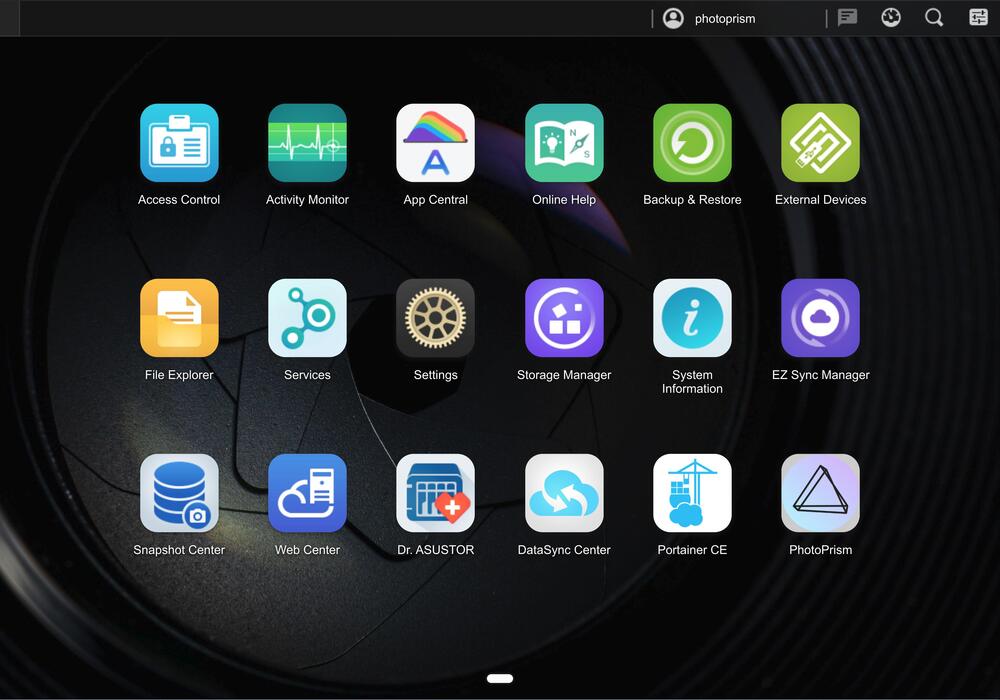 photoprism
Access Control
Activity Monitor
A
App Central
N
S
Online Help
Backup & Restore
External Devices
File Explorer
Services
Settings
Storage Manager
i
System
Information
EZ Sync Manager
Snapshot Center
Web Center
Dr. ASUSTOR
DataSync Center
Portainer CE
PhotoPrism